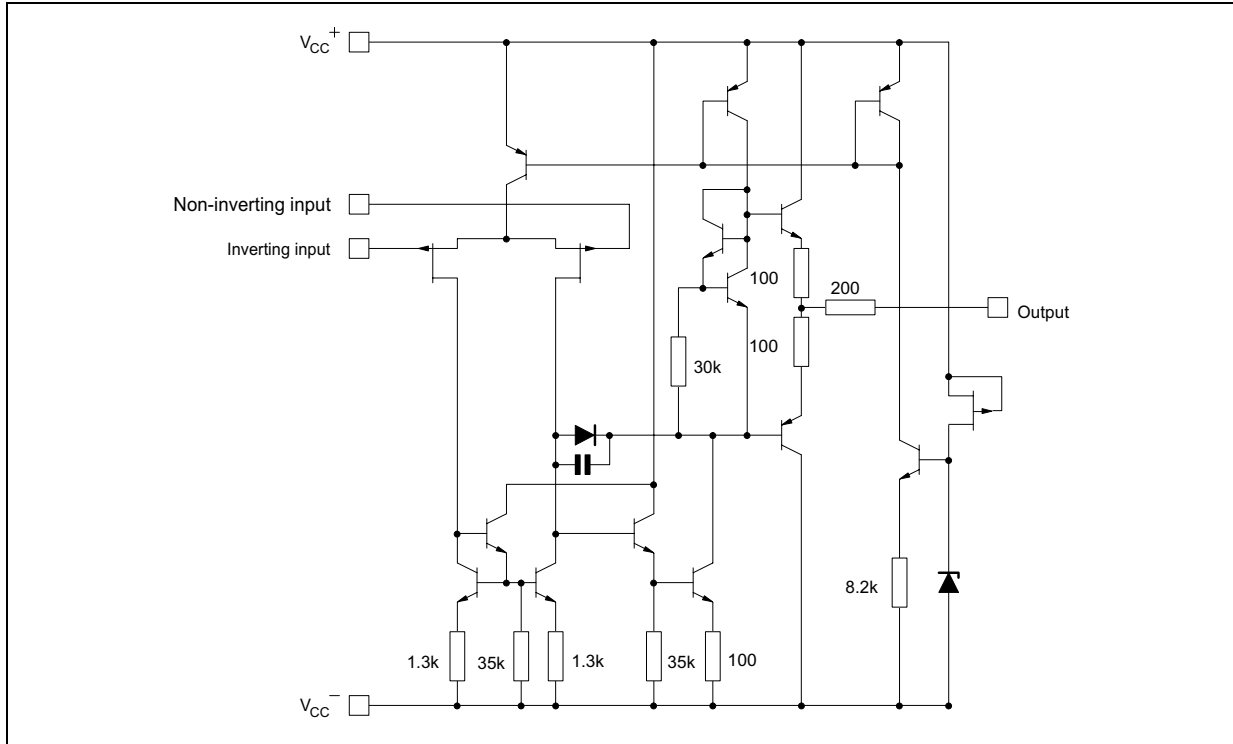 VCC+
Non-inverting input
Inverting input
100
200
Output
100
30k
8.2k
1.3k
35k
1.3k
35k
100
VCC−